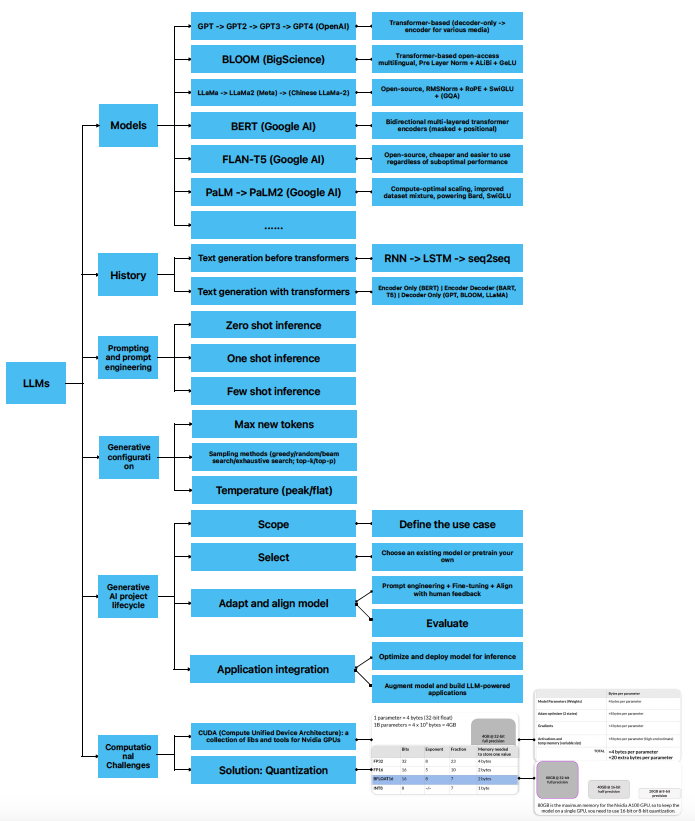 GPT -> GPT2 -> GPT3 -> GPT4 (OpenAI)
Transformer-based (decoder-only ->
encoder for various media)
BLOOM (BigScience)
Transformer-based open-access
multilingual, Pre Layer Norm + ALiBi + GeLU
LLaMa -> LLaMa2 (Meta) -> (Chinese LLaMa-2)
Open-source, RMSNorm + RoPE + SwiGLU
+ (GQA)
Models
BERT (Google AI)
Bidirectional multi-layered transformer
encoders (masked + positional)
FLAN-T5 (Google AI)
Open-source, cheaper and easier to use
regardless of suboptimal performance
PaLM -> PaLM2 (Google AI)
Compute-optimal scaling, improved
dataset mixture, powering Bard, SwiGLU
......
History
Text generation before transformers
RNN -> LSTM -> seq2seq
Text generation with transformers
Encoder Only (BERT) | Encoder Decoder (BART,
T5) | Decoder Only (GPT, BLOOM, LLaMA)
LLMs
Prompting
and prompt
engineering
Zero shot inference
One shot inference
Few shot inference
Generative
configurati
on
Max new tokens
Sampling methods (greedy/random/beam
search/exhaustive search; top-k/top-p)
Temperature (peak/flat)
Generative
AI project
lifecycle
Scope
Define the use case
Select
Choose an existing model or pretrain your
own
Adapt and align model
Prompt engineering + Fine-tuning + Align
with human feedback
Evaluate
Application integration
Optimize and deploy model for inference
Augment model and build LLM-powered
applications
Computatio
nal
Challenges
CUDA (Compute Unified Device Architecture): a
collection of libs and tools for Nvidia GPUs
Solution: Quantization
1 parameter = 4 bytes (32-bit float)
1B parameters = 4 x 10⁹ bytes = 4GB
4GB @ 32-bit
full precision
Bits Exponent Fraction Memory needed
to store one value
FP32 32 8 23 4 bytes
FP16 16 5 10 2 bytes
BFLOAT16 16 8 7 2 bytes
INT8 8 -/- 7 1 byte
Bytes per parameter
Model Parameters (Weights) 4 bytes per parameter
Adam optimizer (2 states) +8 bytes per parameter
Gradients +4 bytes per parameter
Activations and
temp memory (variable size) +8 bytes per parameter (high-end estimate)
TOTAL =4 bytes per parameter
+20 extra bytes per parameter
80GB @ 32-bit
full precision
40GB @ 16-bit
half precision
20GB @ 8-bit
precision
80GB is the maximum memory for the Nvidia A100 GPU, so to keep the
model on a single GPU, you need to use 16-bit or 8-bit quantization.